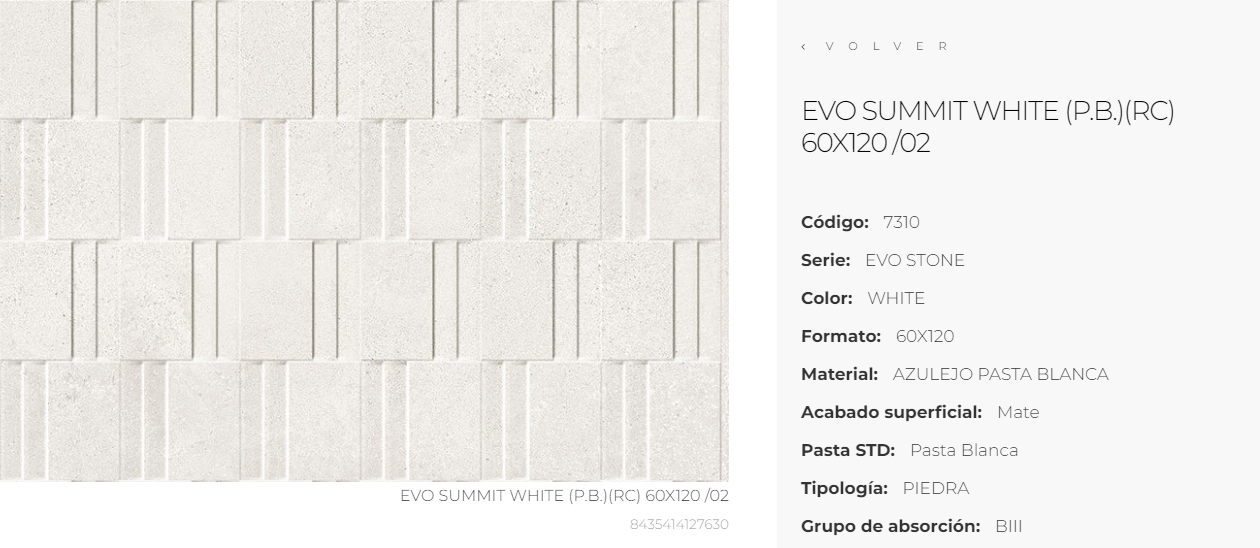 EVO SUMMIT WHITE (P.B.)(RC) 60X120 /02
8435414127630
‹ VOLVER
EVO SUMMIT WHITE (P.B.)(RC)
60X120 /02
Código: 7310
Serie: EVO STONE
Color: WHITE
Formato: 60X120
Material: AZULEJO PASTA BLANCA
Acabado superficial: Mate
Pasta STD: Pasta Blanca
Tipología: PIEDRA
Grupo de absorción: BIII